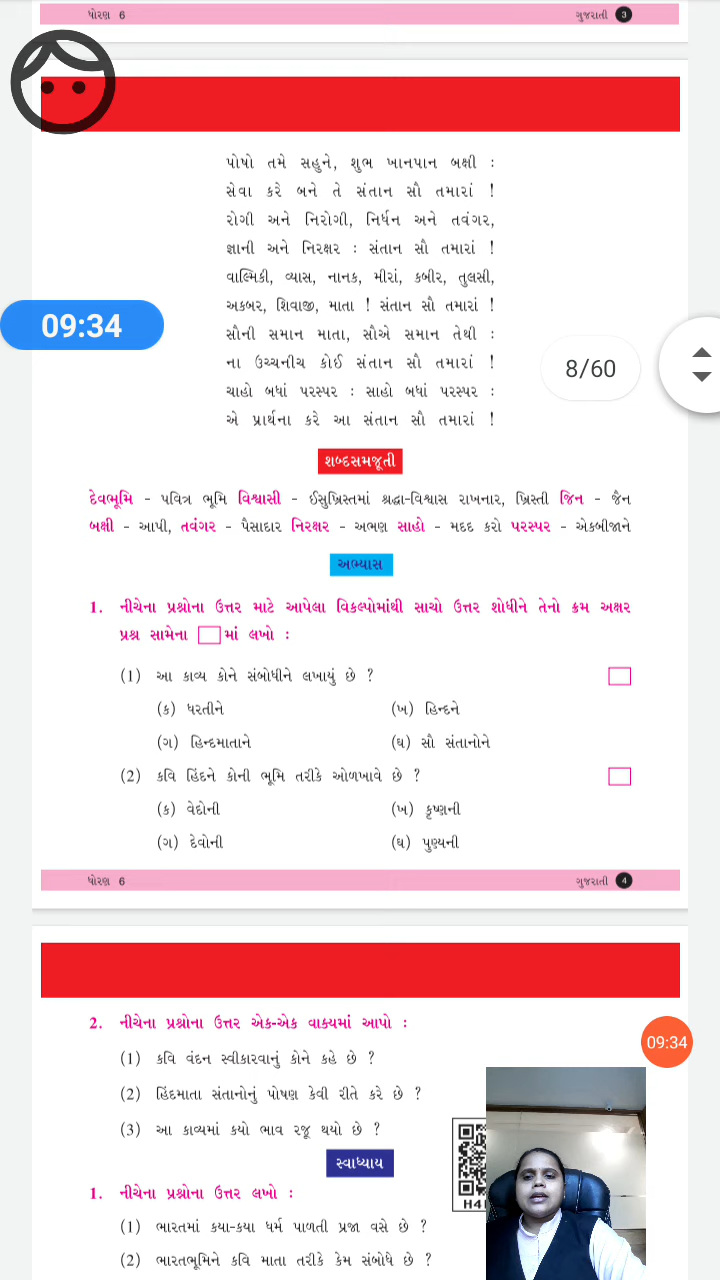 ધોરણ 6
ગુજરાતી 3
પોષો તમે સહુને, શુભ ખાનપાન બક્ષી :
સેવા કરે બને તે સંતાન સૌ તમારાં !
રોગી અને નિરોગી, નિર્ધન અને તવંગર,
જ્ઞાની અને નિરક્ષર : સંતાન સૌ તમારાં !
વાલ્મિકી, વ્યાસ, નાનક, મીરાં, કબીર, તુલસી,
અકબર, શિવાજી, માતા ! સંતાન સૌ તમારાં !
09:34
સૌની સમાન માતા, સૌએ સમાન તેથી :
ના ઉચ્ચનીચ કોઈ સંતાન સૌ તમારાં !
8/60
ચાહો બધાં પરસ્પર : સાહો બધાં પરસ્પર :
એ પ્રાર્થના કરે આ સંતાન સૌ તમારાં !
શબ્દસમજૂતી
દેવભૂમિ - પવિત્ર ભૂમિ વિશ્વાસી - ઈસુખ્રિસ્તમાં શ્રદ્ધા-વિશ્વાસ રાખનાર, ખ્રિસ્તી જિન - જૈન
બક્ષી - આપી, તવંગર - પૈસાદાર નિરક્ષર - અભણ સાહો - મદદ કરો પરસ્પર - એકબીજાને
અભ્યાસ
1. નીચેના પ્રશ્નોના ઉત્તર માટે આપેલા વિકલ્પોમાંથી સાચો ઉત્તર શોધીને તેનો ક્રમ અક્ષર
પ્રશ્ન સામેના માં લખો :
(1) આ કાવ્ય કોને સંબોધીને લખાયું છે ?
(ક) ધરતીને (ખ) હિન્દને
(ગ) હિન્દમાતાને (ઘ) સૌ સંતાનોને
(2) કવિ હિંદને કોની ભૂમિ તરીકે ઓળખાવે છે ?
(ક) વેદોની (ખ) કૃષ્ણની
(ગ) દેવોની (ઘ) પુણ્યની
ધોરણ 6
ગુજરાતી 4
2. નીચેના પ્રશ્નોના ઉત્તર એક-એક વાક્યમાં આપો :
09:34
(1) કવિ વંદન સ્વીકારવાનું કોને કહે છે ?
(2) હિંદમાતા સંતાનોનું પોષણ કેવી રીતે કરે છે ?
(3) આ કાવ્યમાં કયો ભાવ રજૂ થયો છે ?
સ્વાધ્યાય
1. નીચેના પ્રશ્નોના ઉત્તર લખો :
(1) ભારતમાં કયા-કયા ધર્મ પાળતી પ્રજા વસે છે ?
(2) ભારતભૂમિને કવિ માતા તરીકે કેમ સંબોધે છે ?